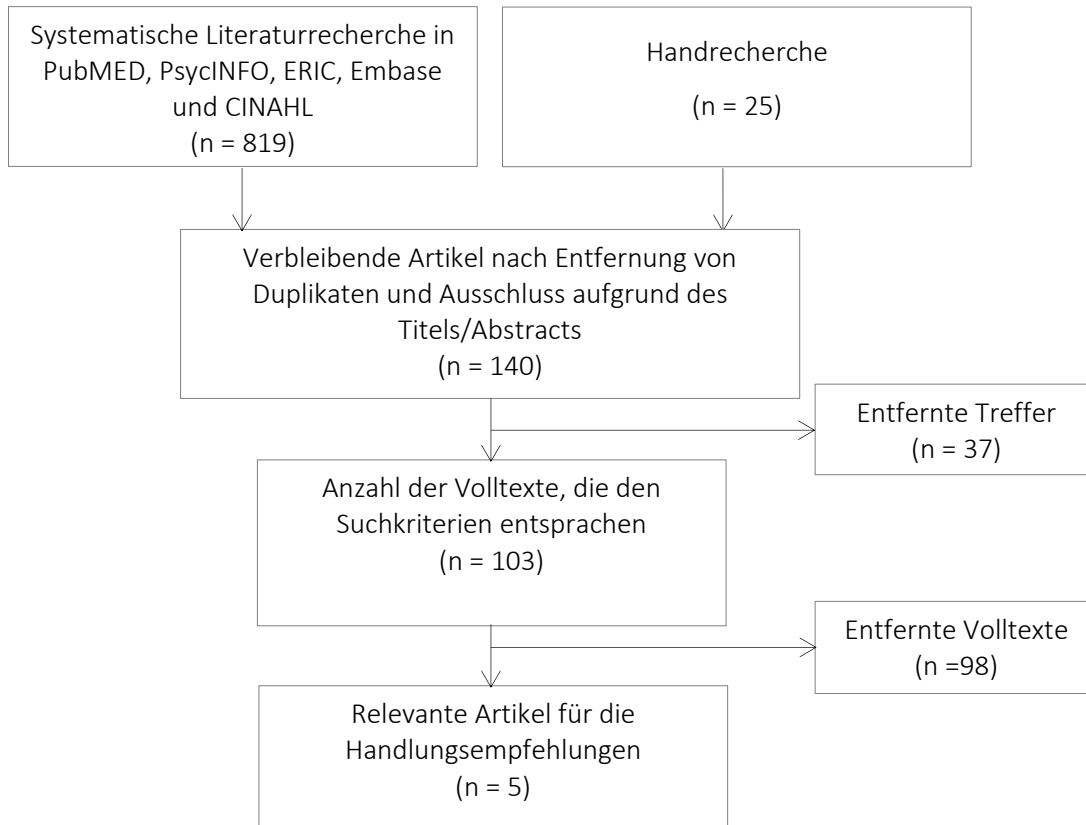 Systematische Literaturrecherche in
PubMED, PsycINFO, ERIC, Embase
und CINAHL
(n = 819)
Handrecherche
(n = 25)
Verbleibende Artikel nach Entfernung von
Duplikaten und Ausschluss aufgrund des
Titels/Abstracts
(n = 140)
Entfernte Treffer
(n = 37)
Anzahl der Volltexte, die den
Suchkriterien entsprachen
(n = 103)
Entfernte Volltexte
(n =98)
Relevante Artikel für die
Handlungsempfehlungen
(n = 5)